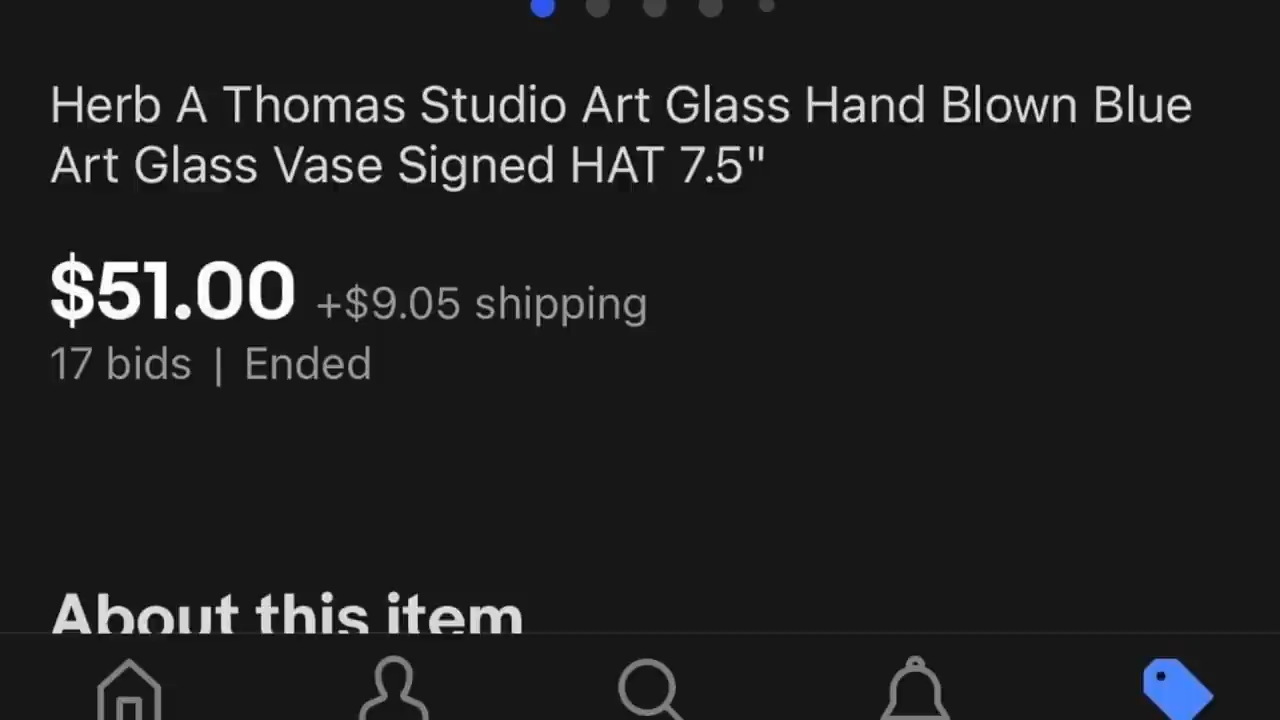 Herb A Thomas Studio Art Glass Hand Blown Blue
Art Glass Vase Signed HAT 7.5"
$51.00 +$9.05 shipping
17 bids | Ended
About this item